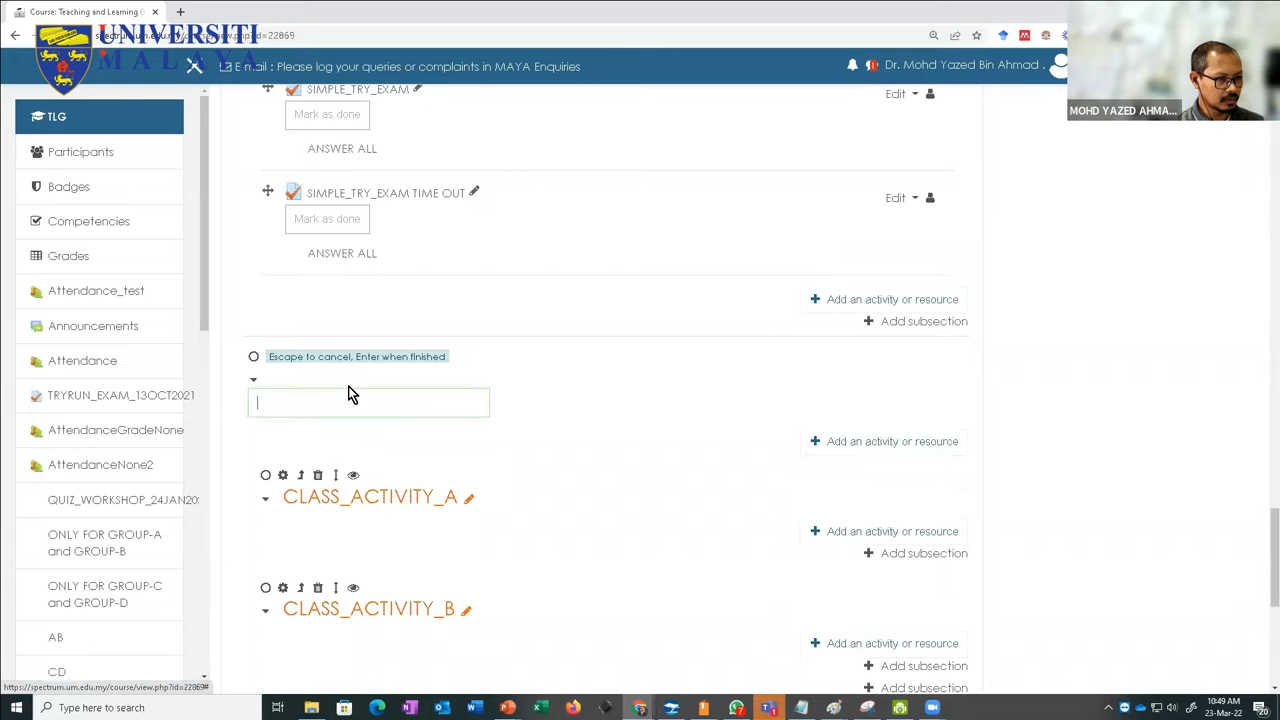 Course: Teaching and Learning G
spectrum.um.edu.my/course/view.php?id=22869
UNIVERSITI
MALAYA
E mail : Please log your queries or complaints in MAYA Enquiries
Dr. Mohd Yazed Bin Ahmad .
MOHD YAZED AHMA...
TLG
Participants
Badges
Competencies
Grades
Attendance_test
Announcements
Attendance
TRYRUN_EXAM_13OCT2021
AttendanceGradeNone
AttendanceNone2
QUIZ_WORKSHOP_24JAN20
ONLY FOR GROUP-A
and GROUP-B
ONLY FOR GROUP-C
and GROUP-D
AB
CD
SIMPLE_TRY_EXAM
Edit
Mark as done
ANSWER ALL
SIMPLE_TRY_EXAM TIME OUT
Edit
Mark as done
ANSWER ALL
Add an activity or resource
Add subsection
Escape to cancel, Enter when finished
Add an activity or resource
CLASS_ACTIVITY_A
Add an activity or resource
Add subsection
CLASS_ACTIVITY_B
Add an activity or resource
Add subsection
Add subsection
https://spectrum.um.edu.my/course/view.php?id=22869#
Type here to search
10:49 AM
23-Mar-22
20